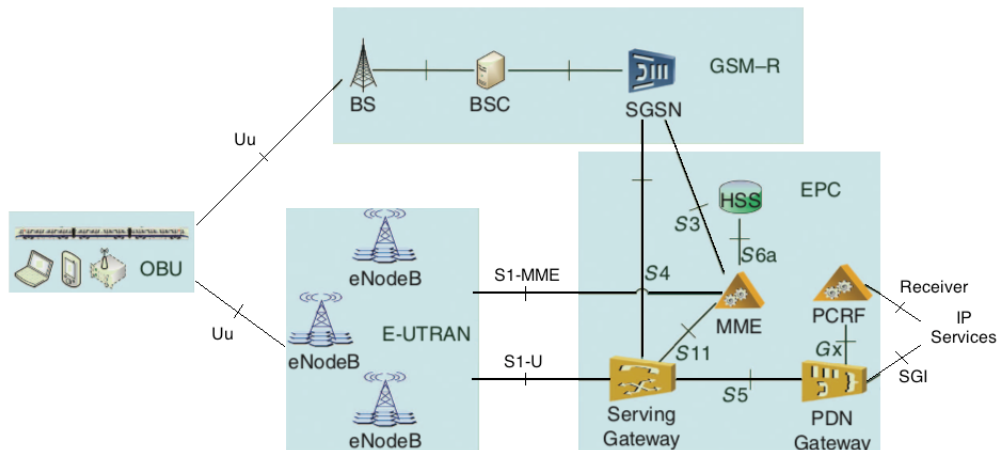 GSM–R
BS
BSC
SGSN
Uu
EPC
HSS
S3
S6a
OBU
eNodeB
S1-MME
S4
MME
PCRF
Receiver
IP
Services
Uu
eNodeB
E-UTRAN
S11
Gx
S1-U
S5
SGI
eNodeB
Serving
Gateway
PDN
Gateway